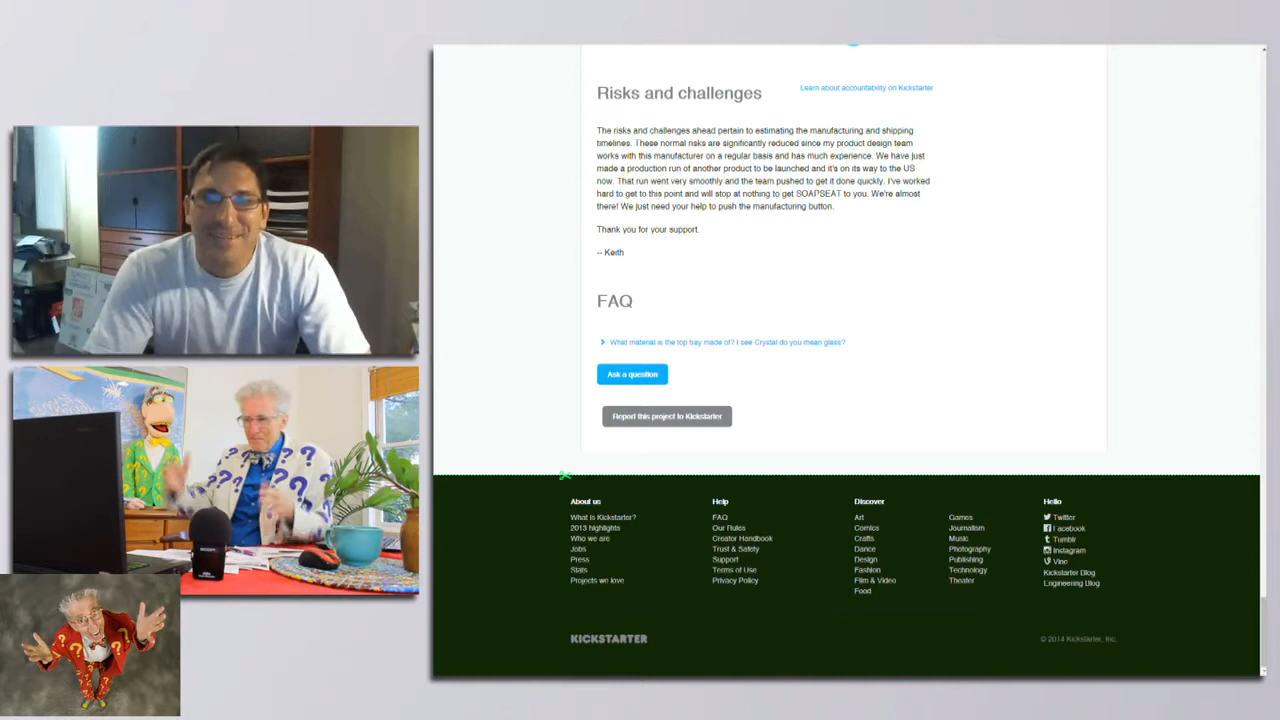 Risks and challenges
Learn about accountability on Kickstarter
The risks and challenges ahead pertain to estimating the manufacturing and shipping
timelines. These normal risks are significantly reduced since my product design team
works with this manufacturer on a regular basis and has much experience. We have just
made a production run of another product to be launched and it's on its way to the US
now. That run went very smoothly and the team pushed to get it done quickly. I've worked
hard to get to this point and will stop at nothing to get SOAPSEAT to you. We're almost
there! We just need your help to push the manufacturing button.
Thank you for your support.
-- Keith
FAQ
What material is the top tray made of? I see Crystal do you mean glass?
Ask a question
Report this project to Kickstarter
About us
What is Kickstarter?
2013 highlights
Who we are
Jobs
Press
Stats
Projects we love
Help
FAQ
Our Rules
Creator Handbook
Trust & Safety
Support
Terms of Use
Privacy Policy
Discover
Art
Comics
Crafts
Dance
Design
Fashion
Film & Video
Food
Games
Journalism
Music
Photography
Publishing
Technology
Theater
Hello
Twitter
Facebook
Tumblr
Instagram
Vine
Kickstarter Blog
Engineering Blog
KICKSTARTER
© 2014 Kickstarter, Inc.